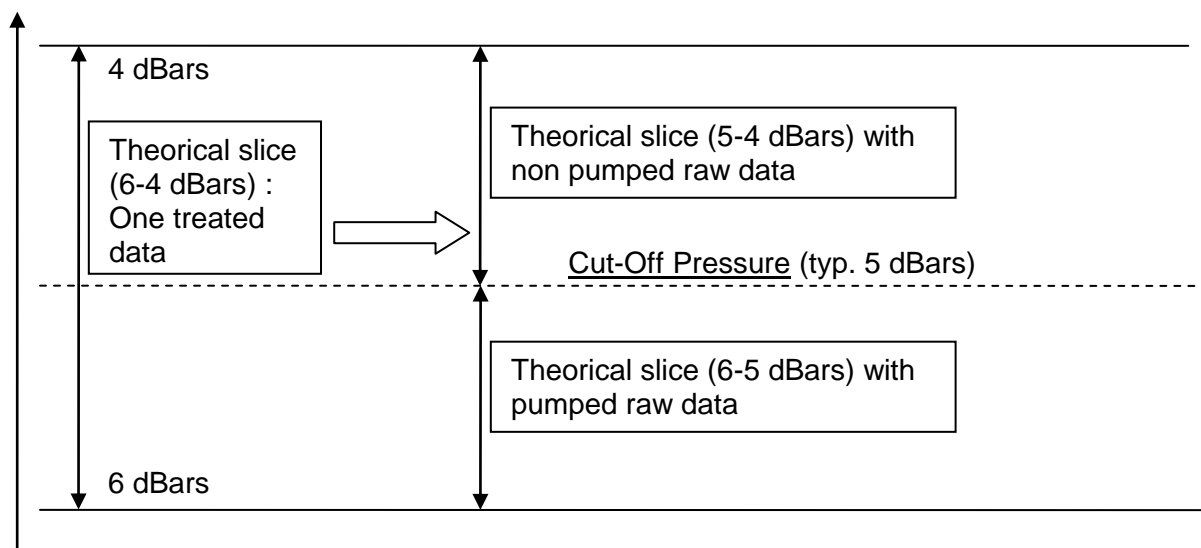 4 dBars
Theorical slice
(6-4 dBars) :
One treated
data
Theorical slice (5-4 dBars) with
non pumped raw data
Cut-Off Pressure (typ. 5 dBars)
Theorical slice (6-5 dBars) with
pumped raw data
6 dBars